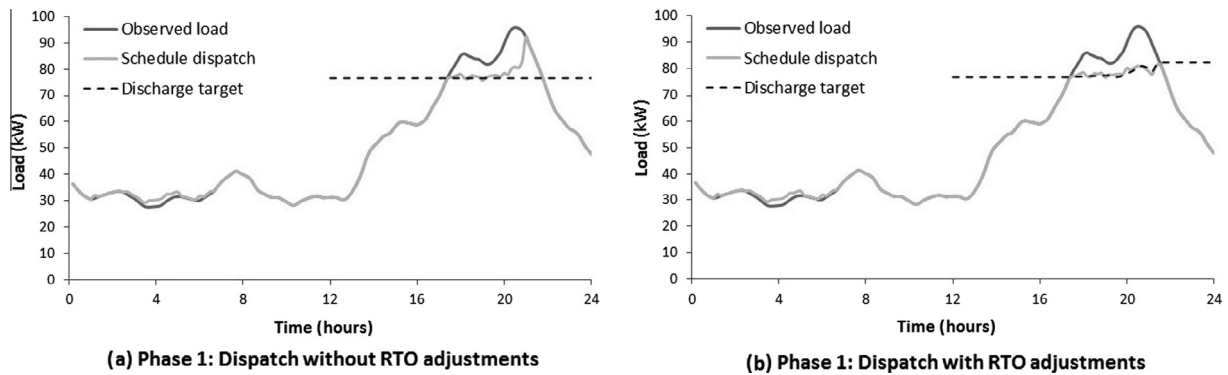 100
90
80
70
60
50
40
30
20
10
0
Load (kW)
Observed load
Schedule dispatch
Discharge target
0 4 8 12 16 20 24
Time (hours)
(a) Phase 1: Dispatch without RTO adjustments
100
90
80
70
60
50
40
30
20
10
0
Load (kW)
Observed load
Schedule dispatch
Discharge target
0 4 8 12 16 20 24
Time (hours)
(b) Phase 1: Dispatch with RTO adjustments